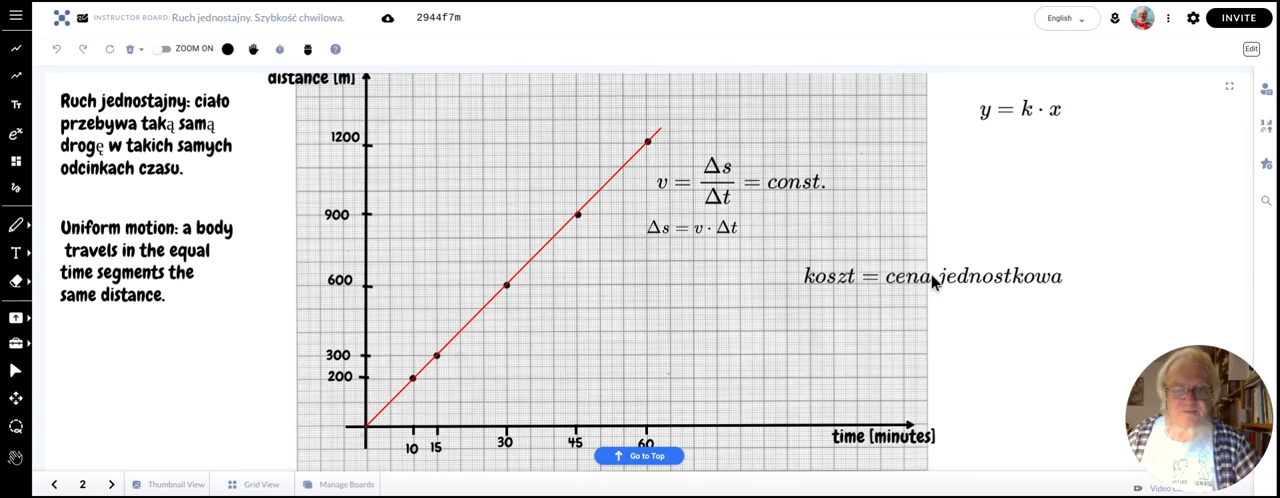 INSTRUCTOR BOARD: Ruch jednostajny. Szybkość chwilowa.
2944f7m
English
INVITE
ZOOM ON
Edit
Ruch jednostajny: ciało
przebywa taką samą
drogę w takich samych
odcinkach czasu.
Uniform motion: a body
travels in the equal
time segments the
same distance.
distance [m]
1200
900
600
300
200
10 15 30 45 60
time [minutes]
v = Δs/Δt = const.
Δs = v · Δt
y = k · x
koszt = cena jednostkowa
Go to Top
2
Thumbnail View
Grid View
Manage Boards